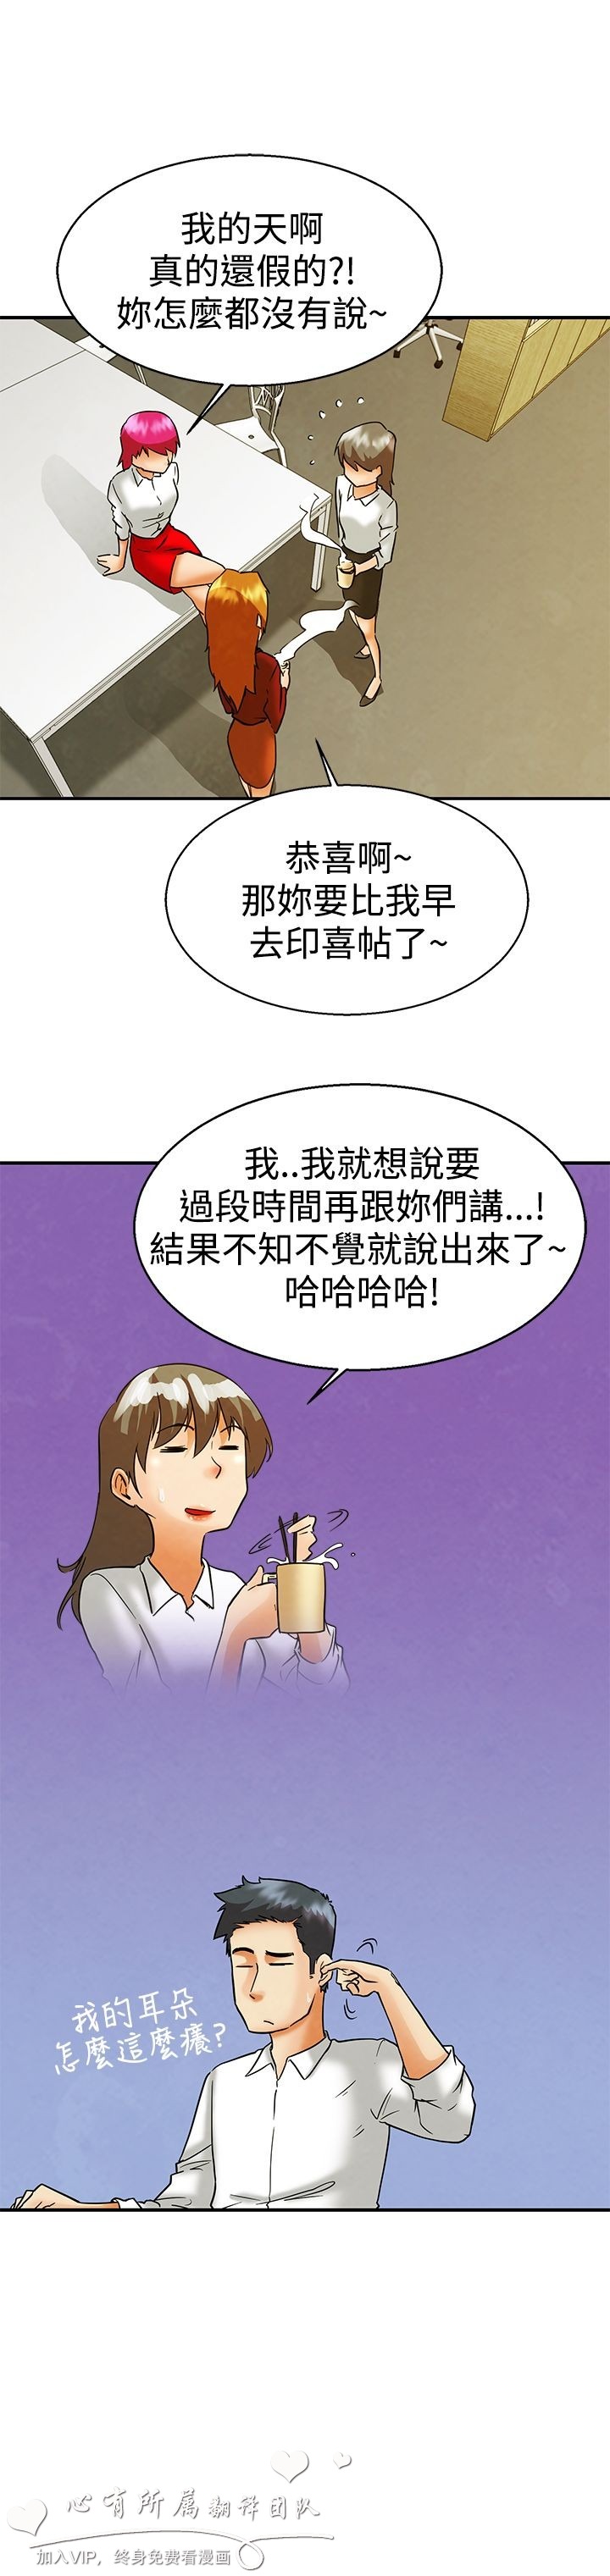 我的天啊
真的還假的?!
妳怎麼都沒有說~
恭喜啊~
那妳要比我早
去印喜帖了~
我..我就想說要
過段時間再跟妳們講...!
結果不知不覺就說出來了~
哈哈哈哈!
我的耳朵
怎麼這麼癢?
心有所属翻译团队
加入VIP，终身免费看漫画